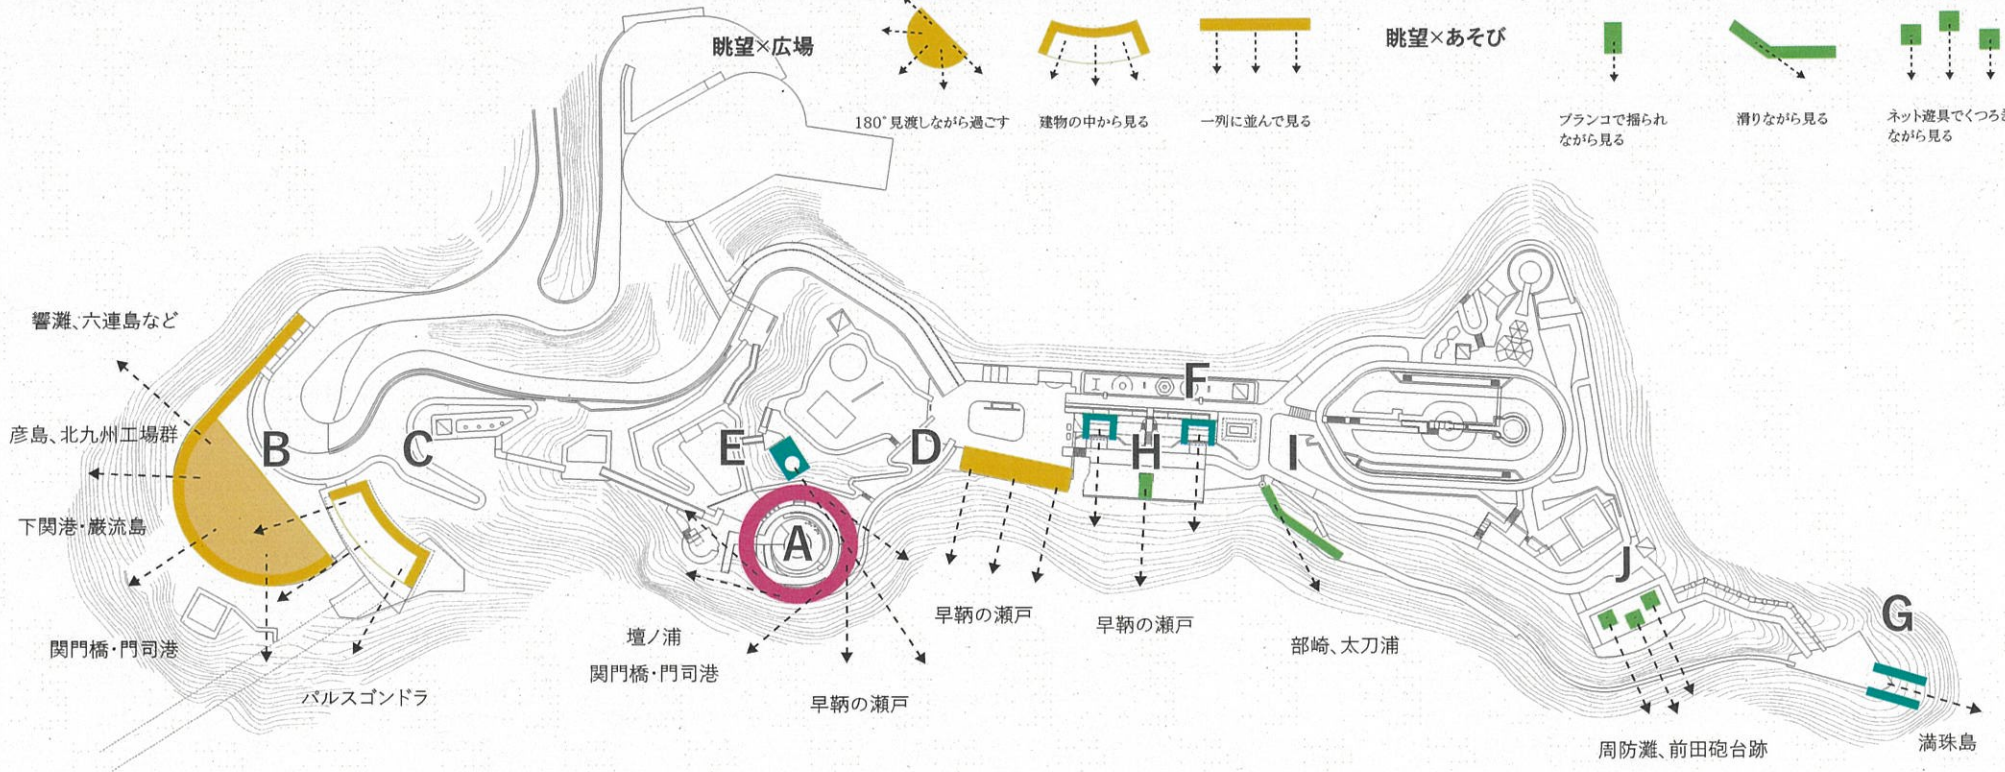 眺望×広場
180°見渡しながら過ごす
建物の中から見る
一列に並んで見る
眺望×あそび
ブランコで揺られ
ながら見る
滑りながら見る
ネット遊具でくつろぎ
ながら見る
響灘、六連島など
彦島、北九州工場群
下関港・巌流島
関門橋・門司港
パルスゴンドラ
B
C
E
A
D
F
H
I
J
G
壇ノ浦
関門橋・門司港
早鞆の瀬戸
早鞆の瀬戸
早鞆の瀬戸
部崎、太刀浦
周防灘、前田砲台跡
満珠島